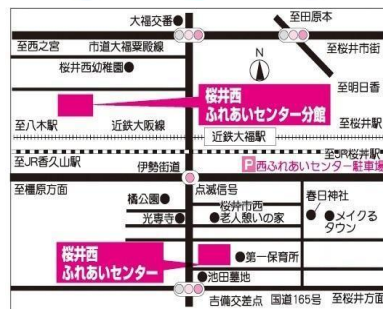 大福交番
至田原本
至西之宮
市道大福粟殿線
至桜井市街
桜井西幼稚園
N
至明日香
桜井西
ふれあいセンター分館
至八木駅
近鉄大阪線
近鉄大福駅
至桜井駅
至JR香久山駅
伊勢街道
至JR桜井駅
P西ふれあいセンター駐車場
至橿原方面
点滅信号
橘公園
桜井市西
老人憩いの家
春日神社
光専寺
メイクる
タウン
桜井西
ふれあいセンター
第一保育所
池田墓地
吉備交差点
国道165号
至桜井方面